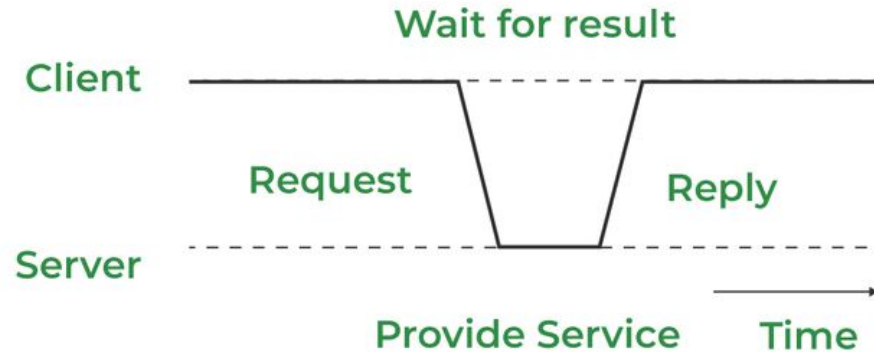 Wait for result
Client
Request
Reply
Server
Provide Service
Time